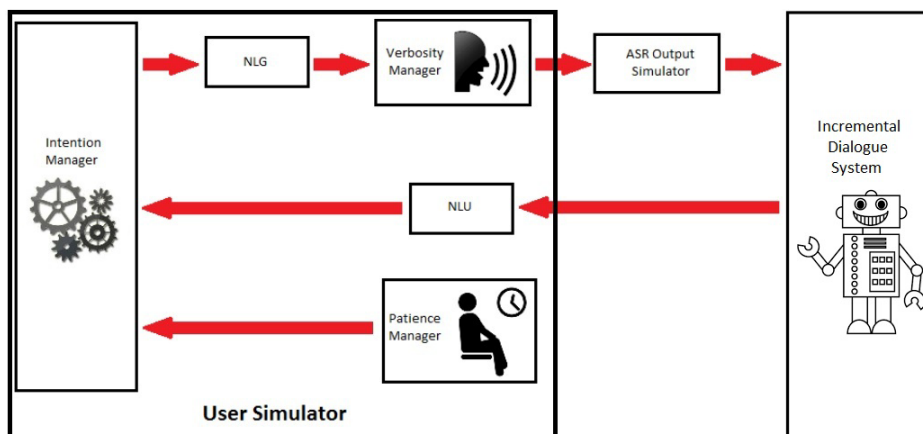 NLG
Verbosity
Manager
ASR Output
Simulator
Intention
Manager
Incremental
Dialogue
System
NLU
Patience
Manager
User Simulator